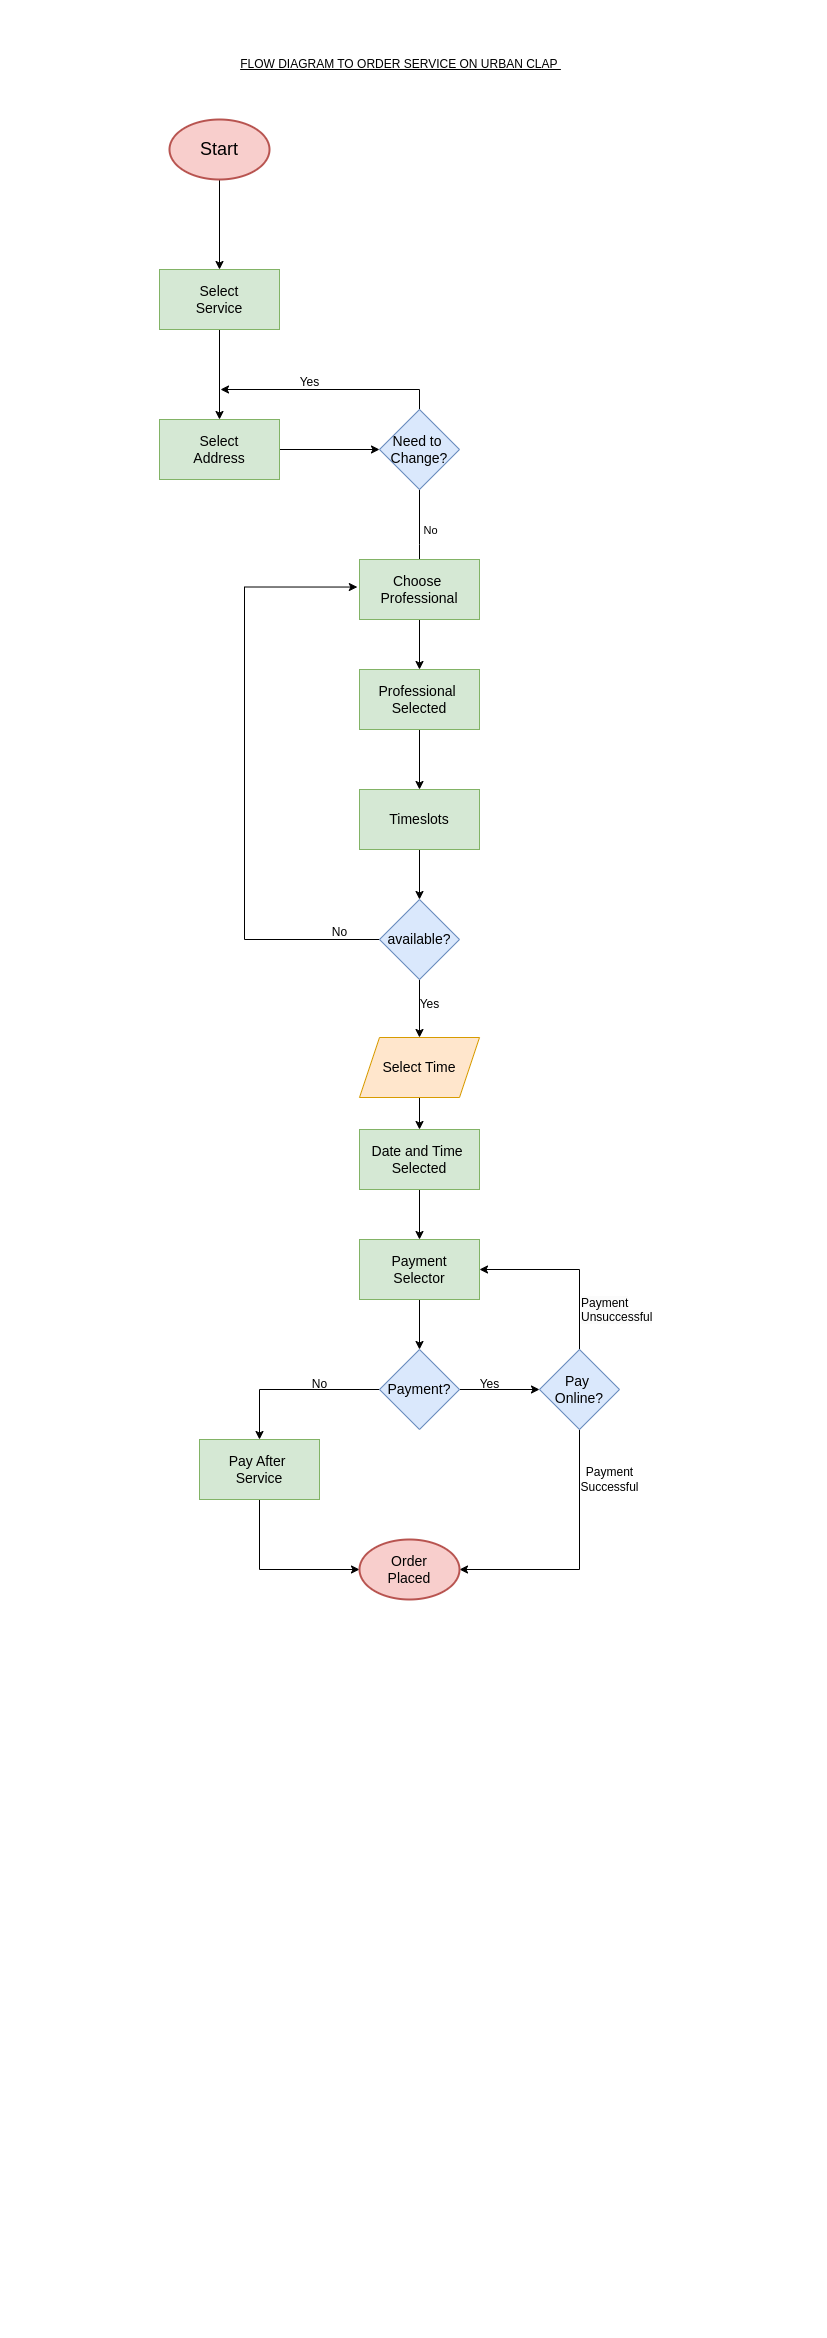 FLOW DIAGRAM TO ORDER SERVICE ON URBAN CLAP
Start
Select
Service
Yes
Select
Address
Need to
Change?
No
Choose
Professional
Professional
Selected
Timeslots
No
available?
Yes
Select Time
Date and Time
Selected
Payment
Selector
Payment
Unsuccessful
No
Payment?
Yes
Pay
Online?
Pay After
Service
Payment
Successful
Order
Placed